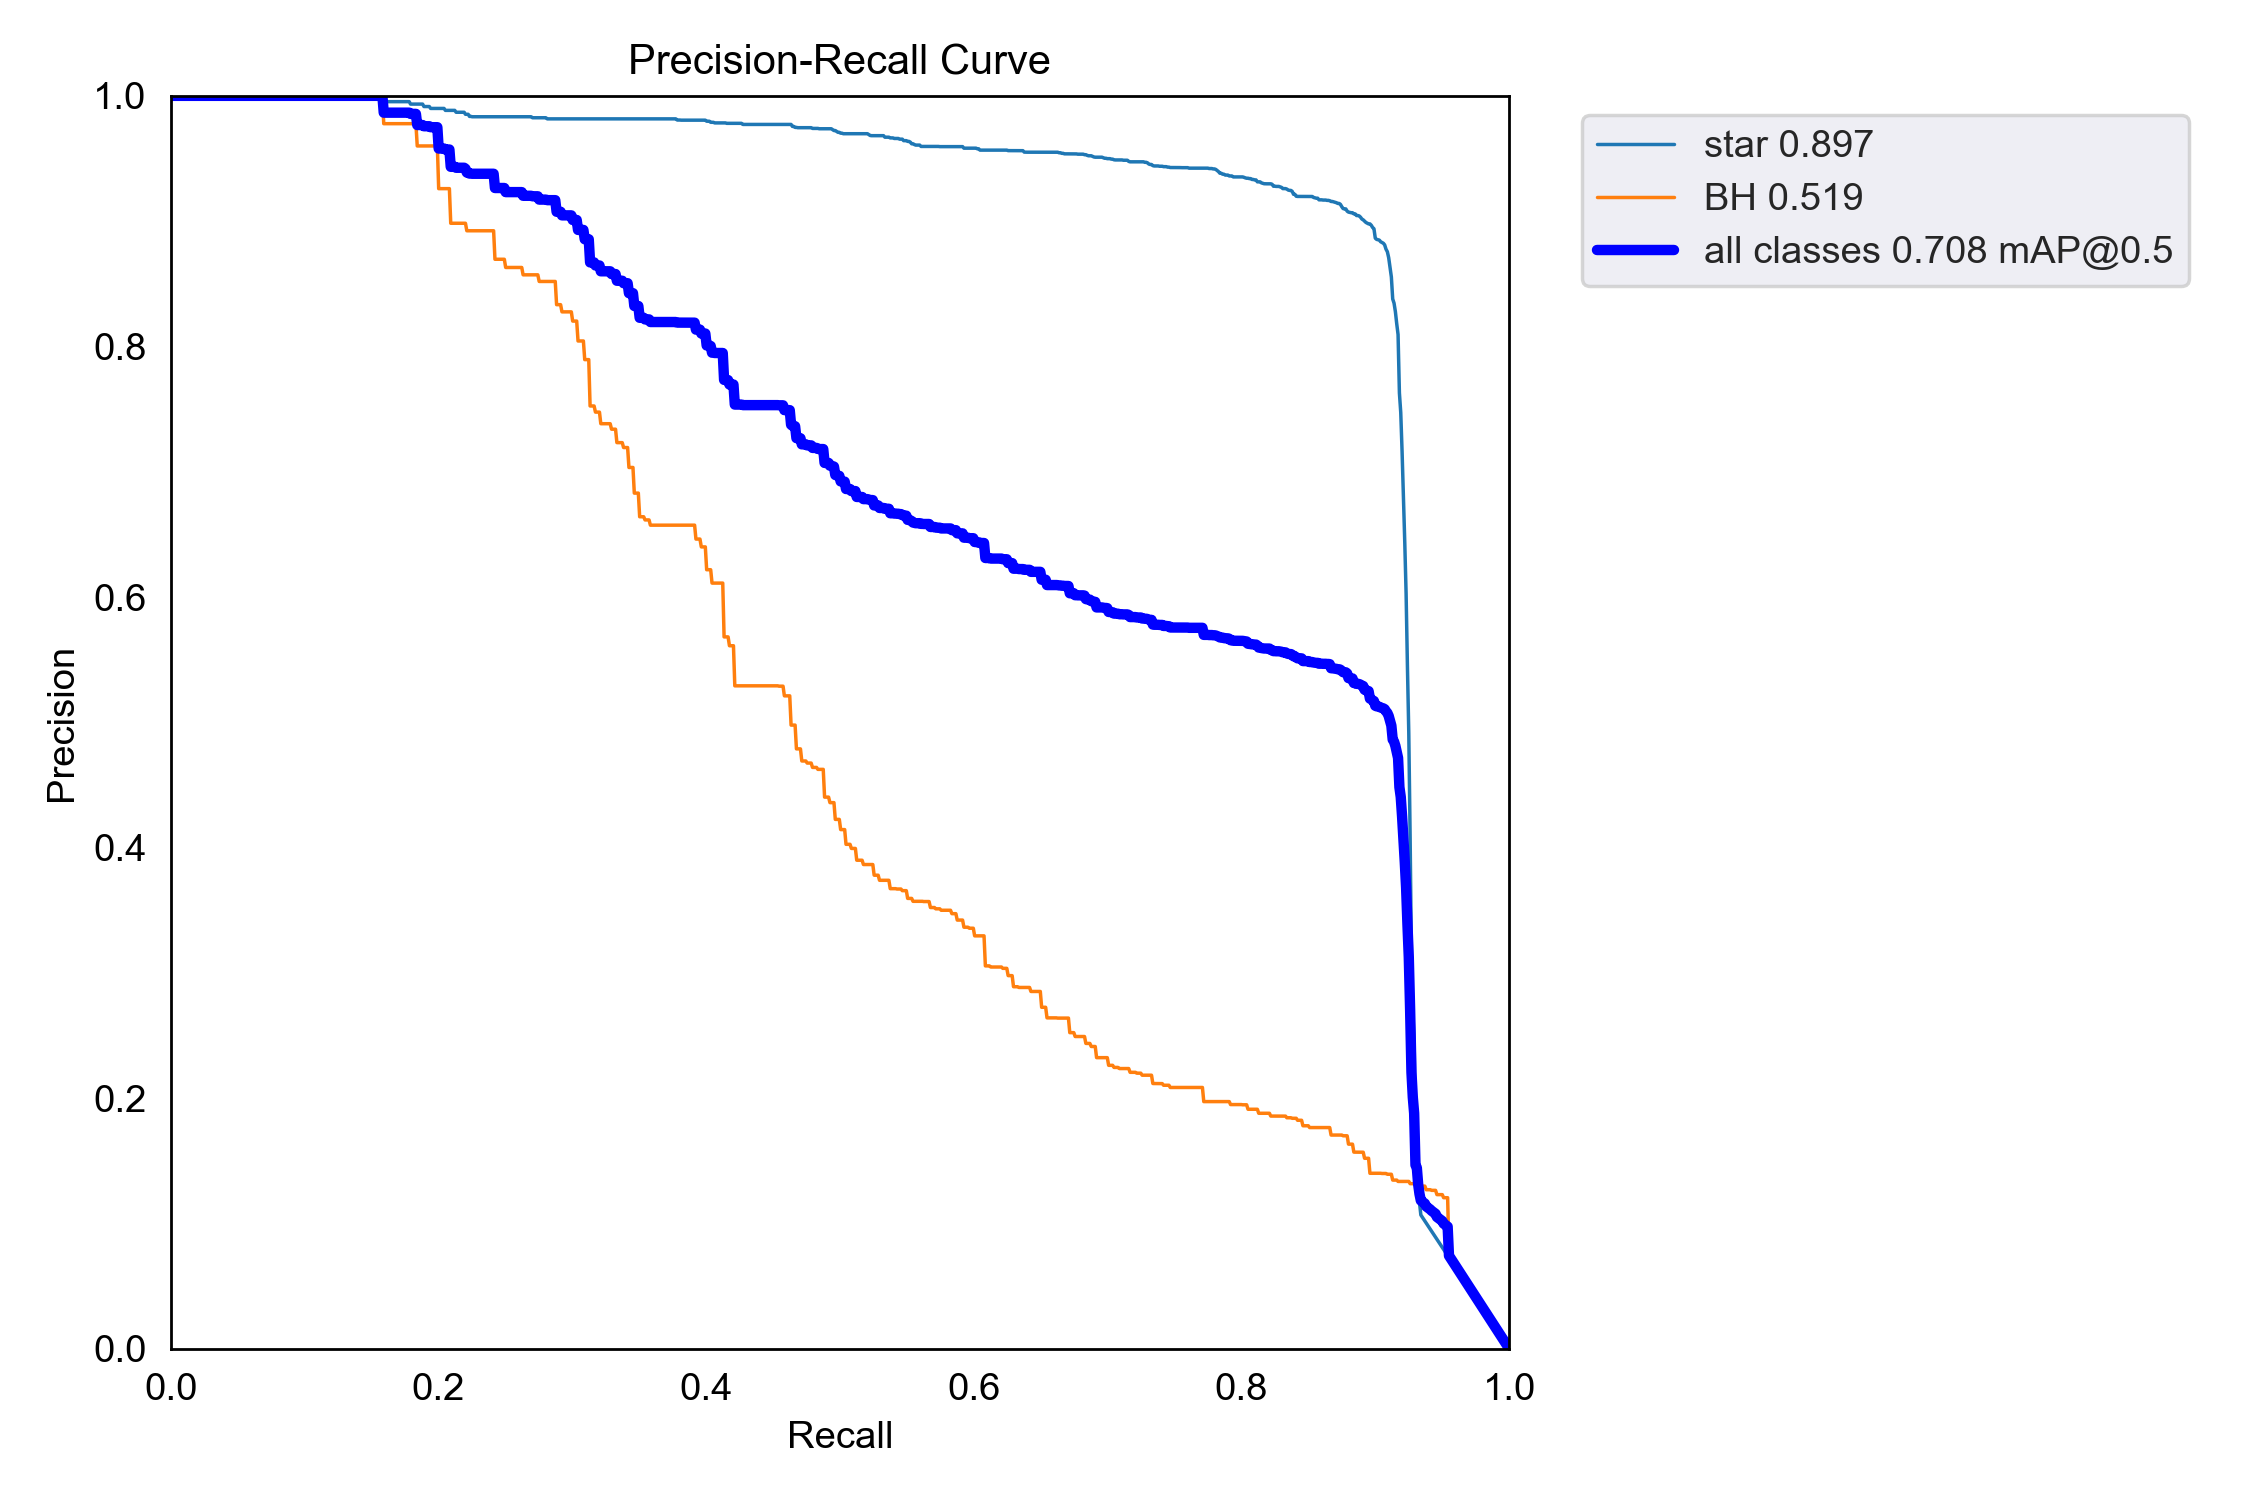 Precision-Recall Curve
1.0
0.8
0.6
0.4
0.2
0.0
Precision
0.0 0.2 0.4 0.6 0.8 1.0
Recall
star 0.897
BH 0.519
all classes 0.708 mAP@0.5